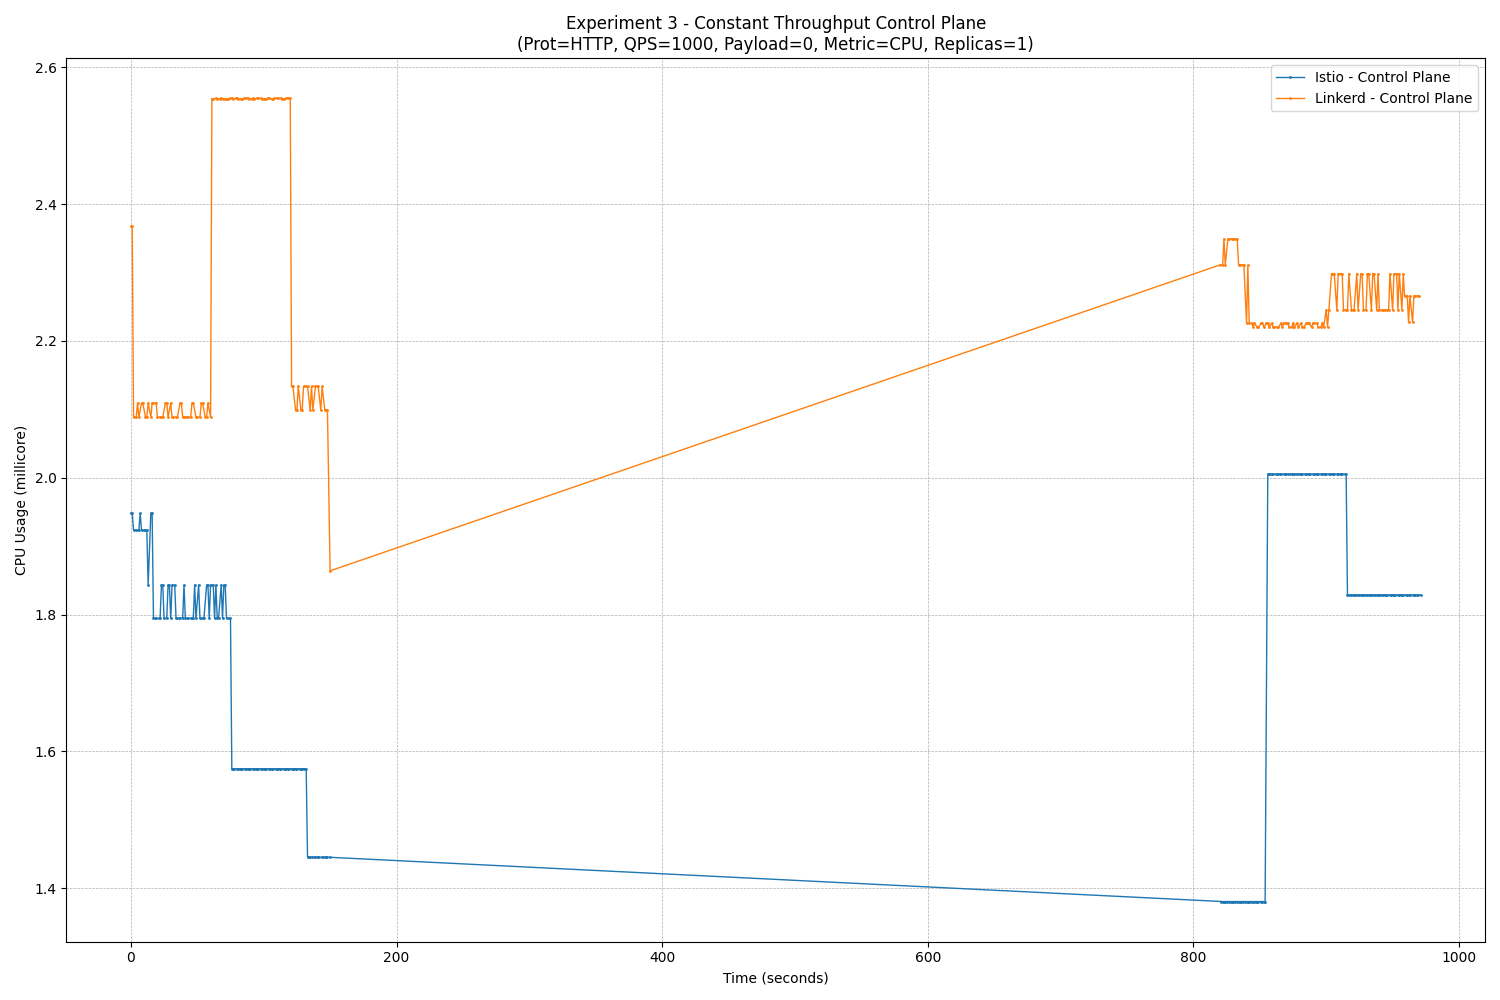 Experiment 3 - Constant Throughput Control Plane
(Prot=HTTP, QPS=1000, Payload=0, Metric=CPU, Replicas=1)
Istio - Control Plane
Linkerd - Control Plane
CPU Usage (millicore)
2.6
2.4
2.2
2.0
1.8
1.6
1.4
0
200
400
600
800
1000
Time (seconds)